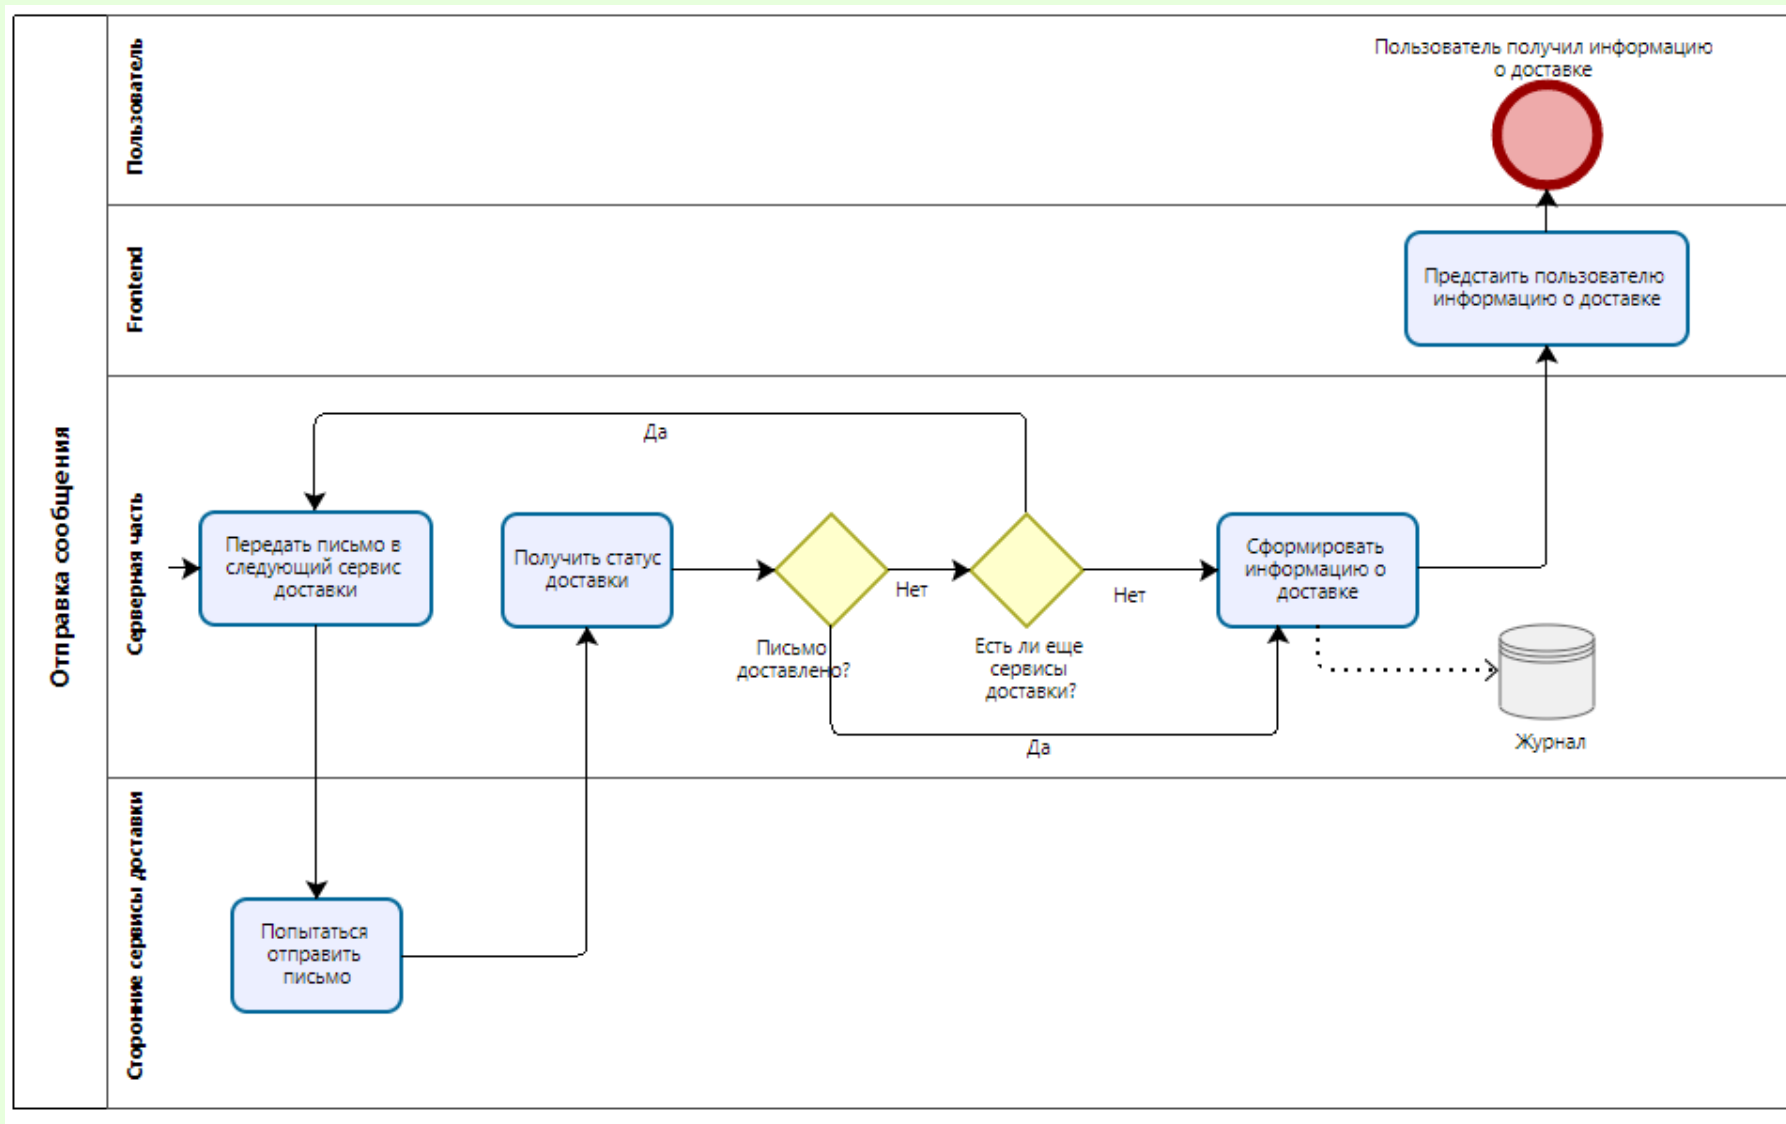 Отправка сообщения
Пользователь
Пользователь получил информацию
о доставке
Frontend
Предстаить пользователю
информацию о доставке
Серверная часть
Да
Передать письмо в
следующий сервис
доставки
Получить статус
доставки
Письмо
доставлено?
Нет
Есть ли еще
сервисы
доставки?
Нет
Да
Сформировать
информацию о
доставке
Журнал
Сторонние сервисы доставки
Попытаться
отправить
письмо